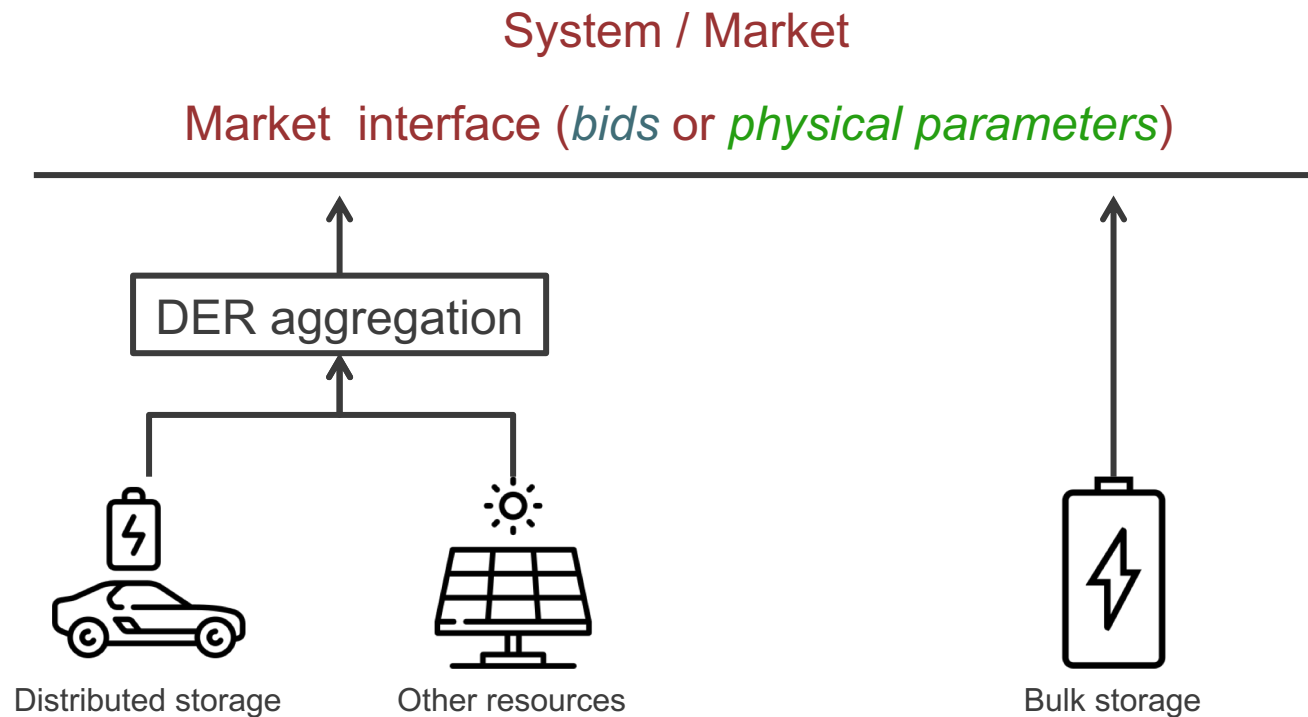 System / Market
Market interface (bids or physical parameters)
DER aggregation
Distributed storage
Other resources
Bulk storage